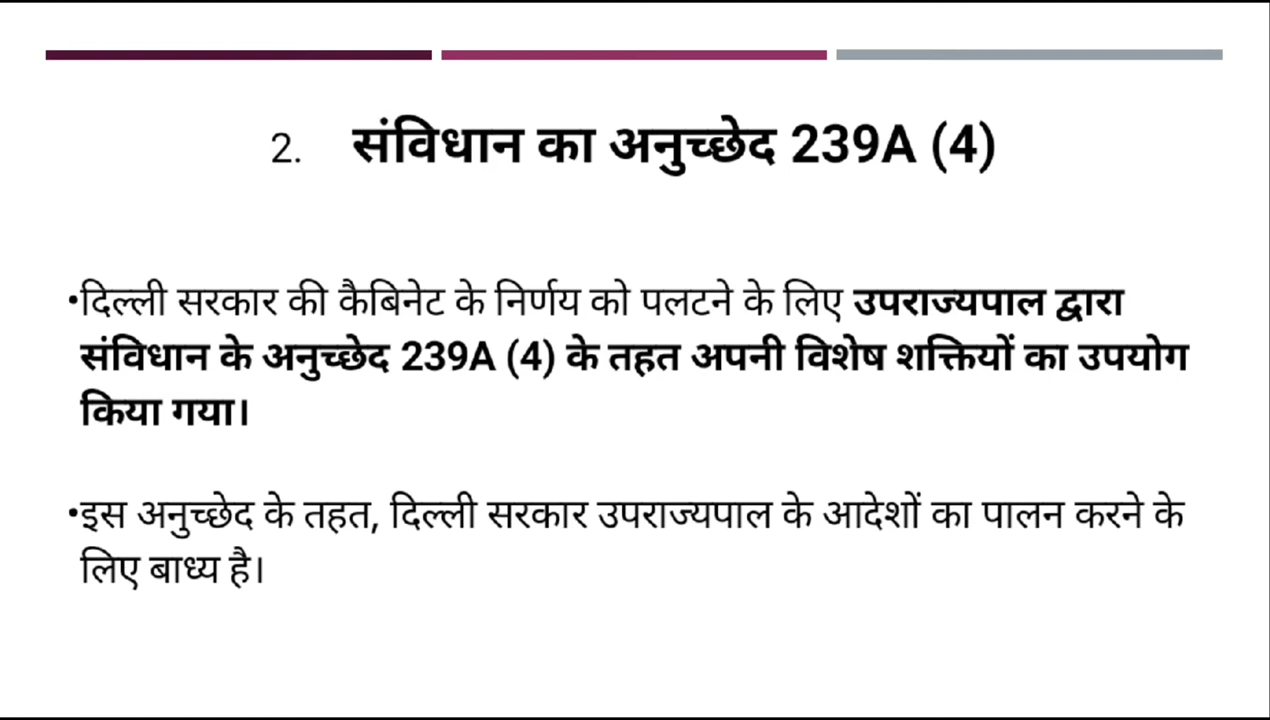 2. संविधान का अनुच्छेद 239A (4)
•दिल्ली सरकार की कैबिनेट के निर्णय को पलटने के लिए उपराज्यपाल द्वारा
संविधान के अनुच्छेद 239A (4) के तहत अपनी विशेष शक्तियों का उपयोग
किया गया।
•इस अनुच्छेद के तहत, दिल्ली सरकार उपराज्यपाल के आदेशों का पालन करने के
लिए बाध्य है।